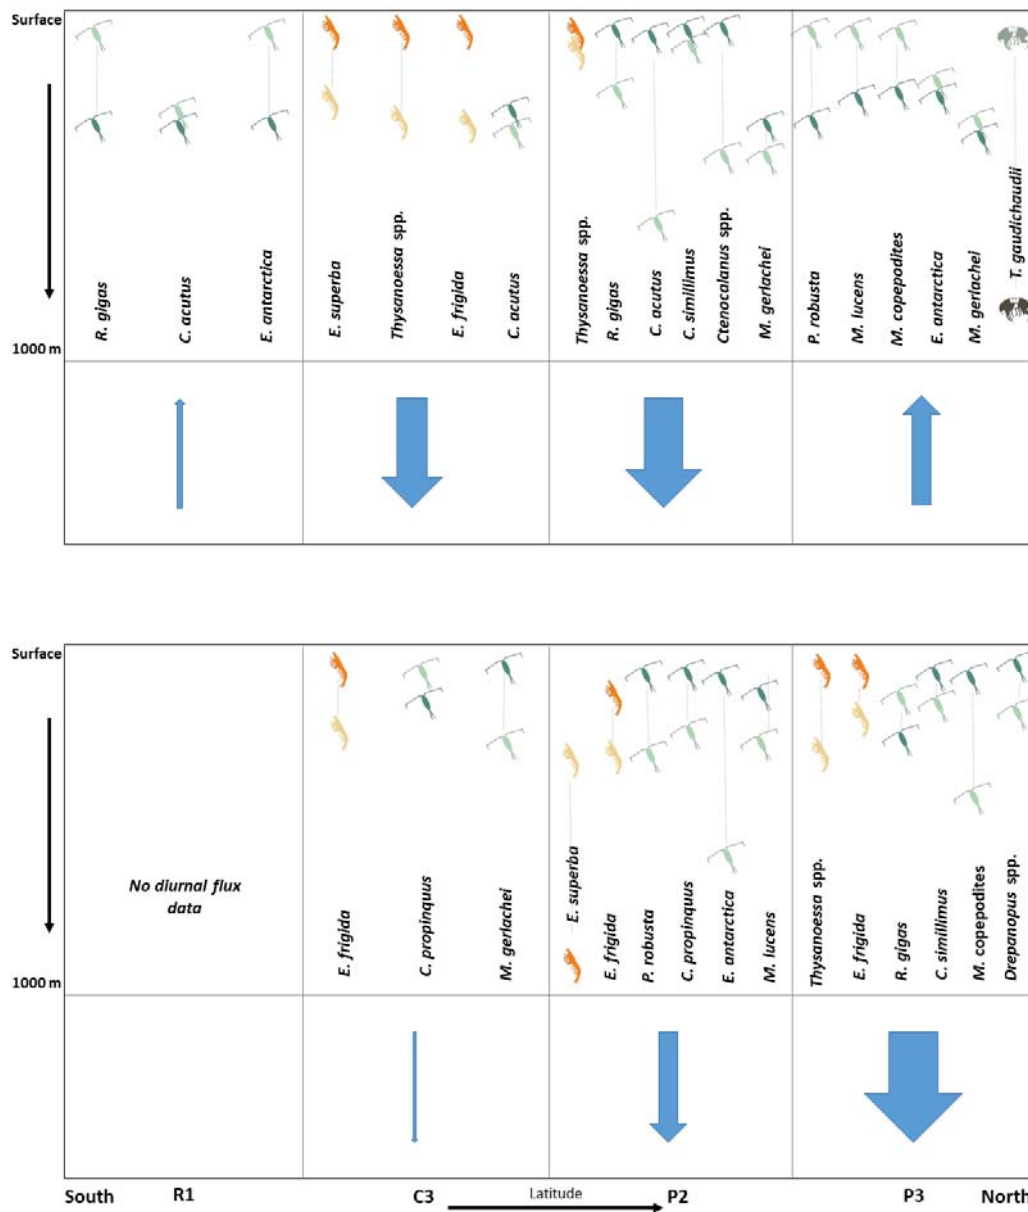 Surface
R. gigas
C. acutus
E. antarctica
E. superba
Thysanoessa spp.
E. frigida
C. acutus
Thysanoessa spp.
R. gigas
C. acutus
C. simillimus
Ctenocalanus spp.
M. gerlachei
P. robusta
M. lucens
M. copepodites
E. antarctica
M. gerlachei
T. gaudichaudii
1000 m
Surface
No diurnal flux
data
E. frigida
C. propinquus
M. gerlachei
E. superba
E. frigida
P. robusta
C. propinquus
E. antarctica
M. lucens
Thysanoessa spp.
E. frigida
R. gigas
C. simillimus
M. copepodites
Drepanopus spp.
1000 m
South R1 C3 Latitude P2 P3 North